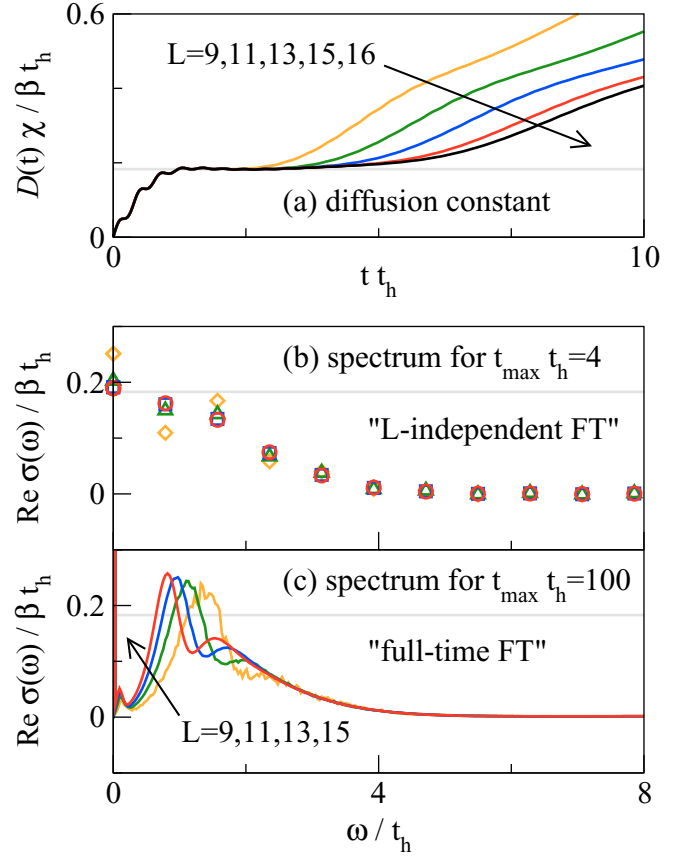 0.6
D(t) χ / β t_h
L=9,11,13,15,16
(a) diffusion constant
0
0
10
t t_h
(b) spectrum for t_max t_h=4
0.2
Re σ(ω) / β t_h
"L-independent FT"
0
(c) spectrum for t_max t_h=100
0.2
Re σ(ω) / β t_h
"full-time FT"
L=9,11,13,15
0
0
4
8
ω / t_h